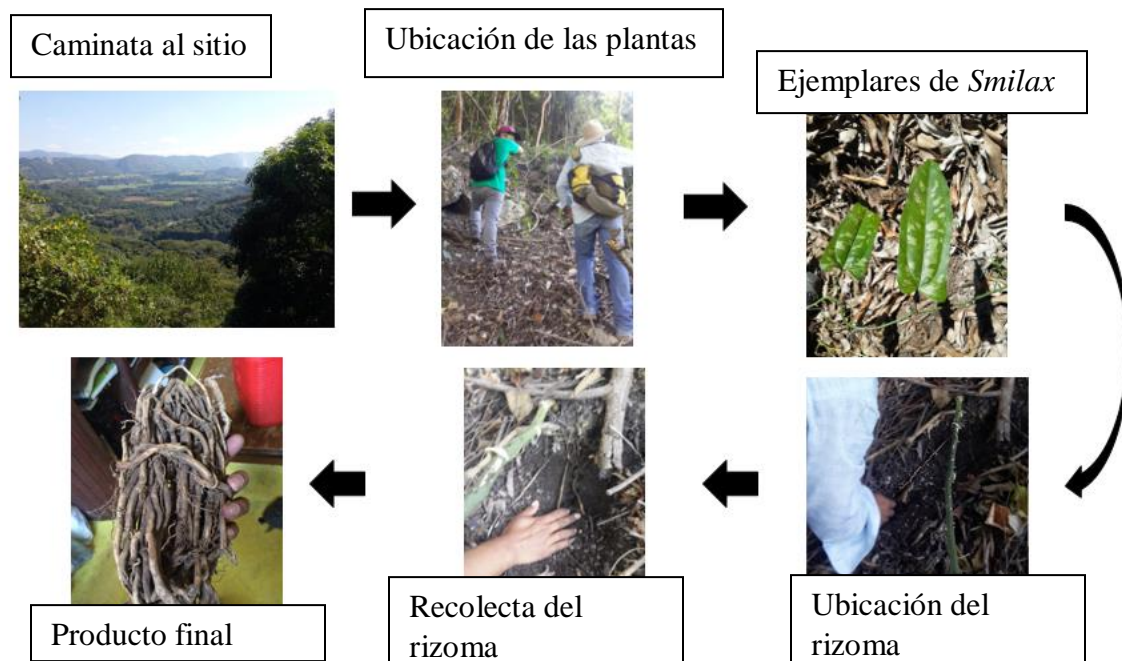 Caminata al sitio
Ubicación de las plantas
Ejemplares de Smilax
Ubicación del
rizoma
Recolecta del
rizoma
Producto final